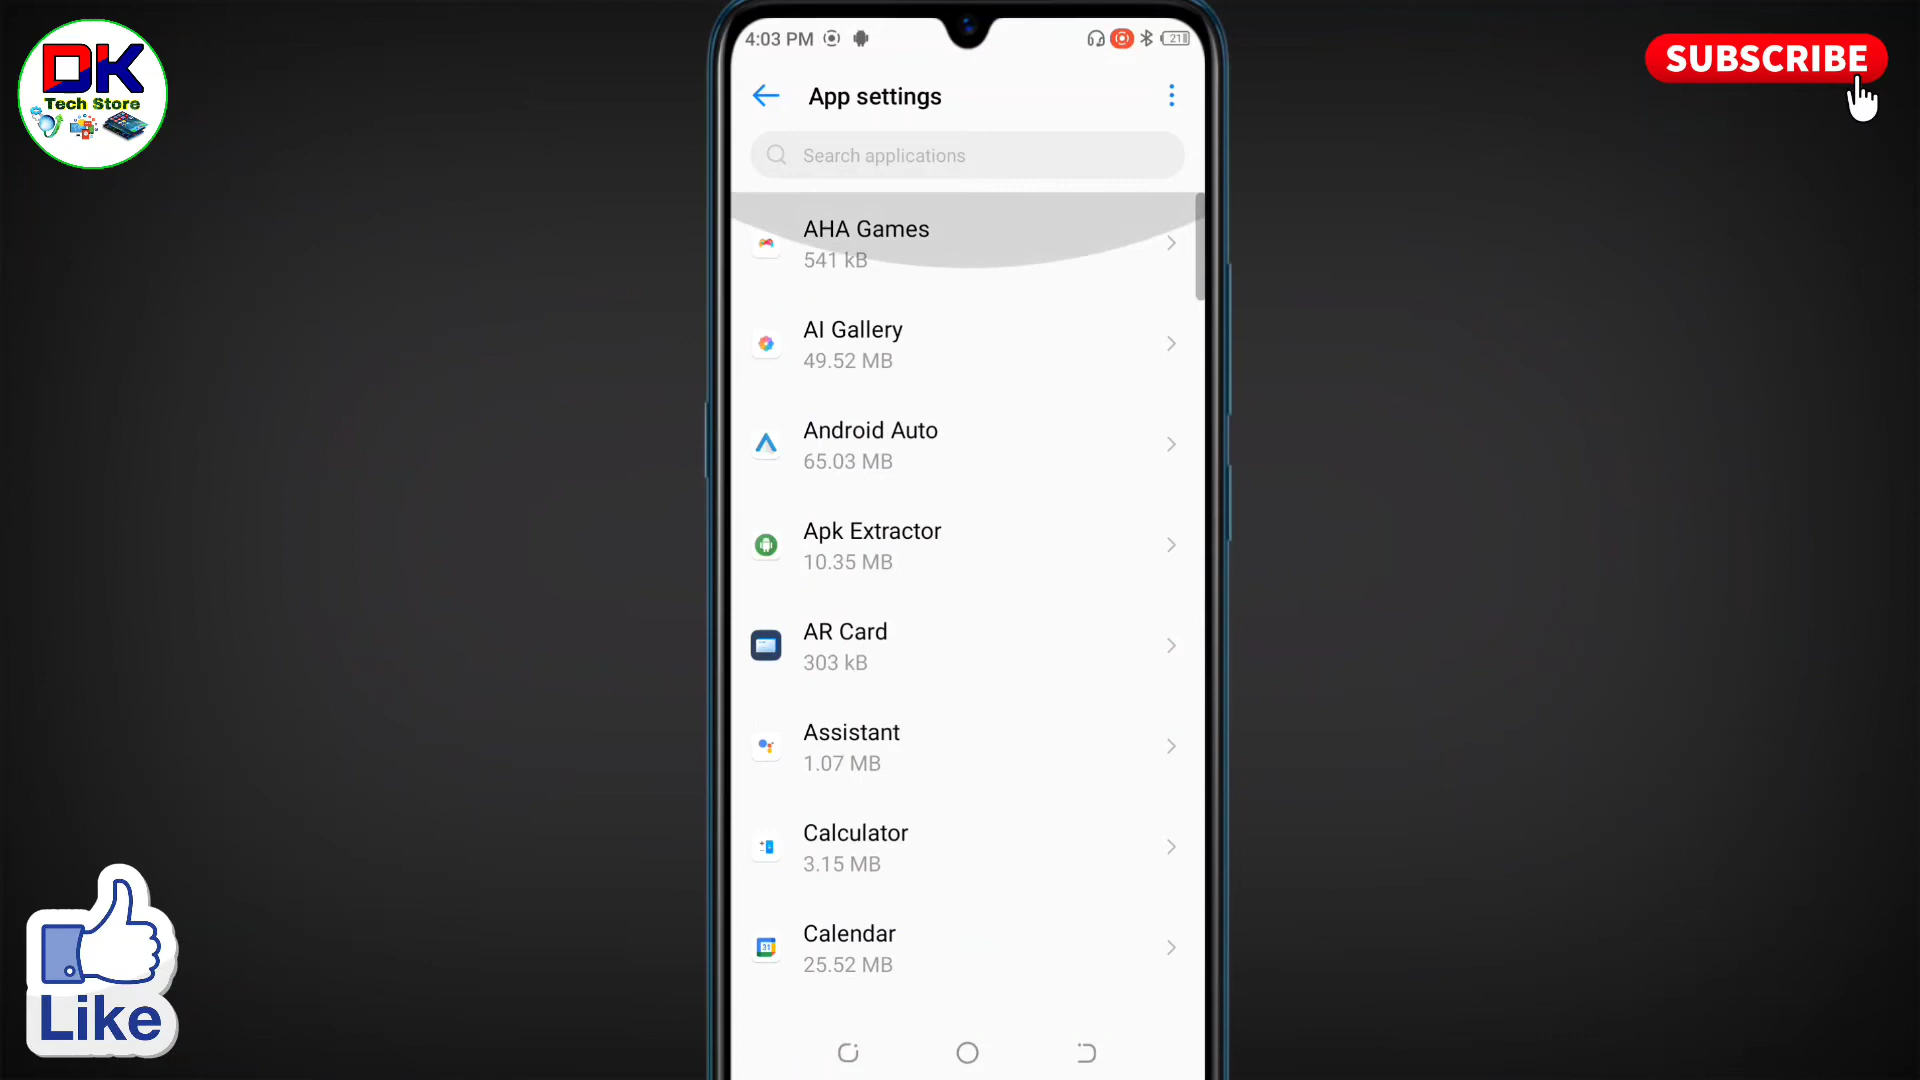 DK
Tech Store
SUBSCRIBE
4:03 PM
21
App settings
Search applications
AHA Games
541 kB
AI Gallery
49.52 MB
Android Auto
65.03 MB
Apk Extractor
10.35 MB
AR Card
303 kB
Assistant
1.07 MB
Calculator
3.15 MB
31
Calendar
25.52 MB
Like